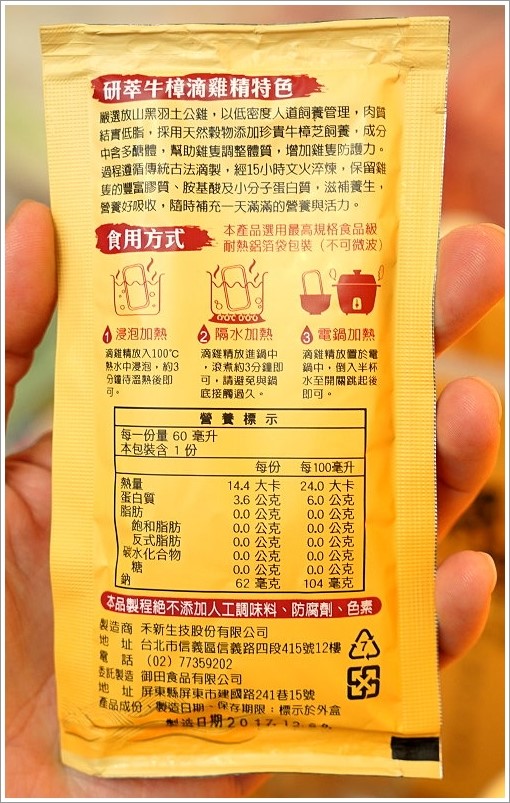 研萃牛樟滴雞精特色
嚴選放山黑羽土公雞，以低密度人道飼養管理，肉質
結實低脂，採用天然穀物添加珍貴牛樟芝飼養，成分
中含多醣體，幫助雞隻調整體質，增加雞隻防護力。
過程遵循傳統古法滴製，經15小時文火淬煉，保留雞
隻的豐富膠質、胺基酸及小分子蛋白質，滋補養生，
營養好吸收，隨時補充一天滿滿的營養與活力。
食用方式
本產品選用最高規格食品級
耐熱鋁箔袋包裝（不可微波）
1 浸泡加熱
滴雞精放入100℃
熱水中浸泡，約3
分鐘待溫熱後即
可。
2 隔水加熱
滴雞精放進鍋中
，滾煮約3分鐘即
可，請避免與鍋
底接觸過久。
3 電鍋加熱
滴雞精放置於電
鍋中，倒入半杯
水至開關跳起後
即可。
營養標示
每一份量 60 毫升
本包裝含 1 份
每份 每100毫升
熱量 14.4 大卡 24.0 大卡
蛋白質 3.6 公克 6.0 公克
脂肪 0.0 公克 0.0 公克
飽和脂肪 0.0 公克 0.0 公克
反式脂肪 0.0 公克 0.0 公克
碳水化合物 0.0 公克 0.0 公克
糖 0.0 公克 0.0 公克
鈉 62 毫克 104 毫克
本品製程絕不添加人工調味料、防腐劑、色素
製造商 禾新生技股份有限公司
地 址 台北市信義區信義路四段415號12樓
電 話 （02）77359202
委託製造 御田食品有限公司
地 址 屏東縣屏東市建國路241巷15號
產品成份、製造日期、保存期限：標示於外盒
製造日期2017.12.
7